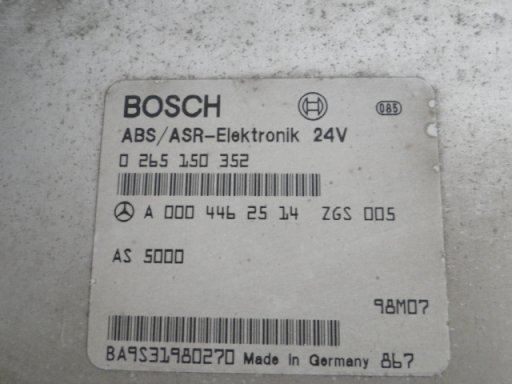 BOSCH 085
ABS/ASR-Elektronik 24V
0 265 150 352
A 000 446 25 14 ZGS 005
AS 5000
98M07
BA9S31980270 Made In Germany 867